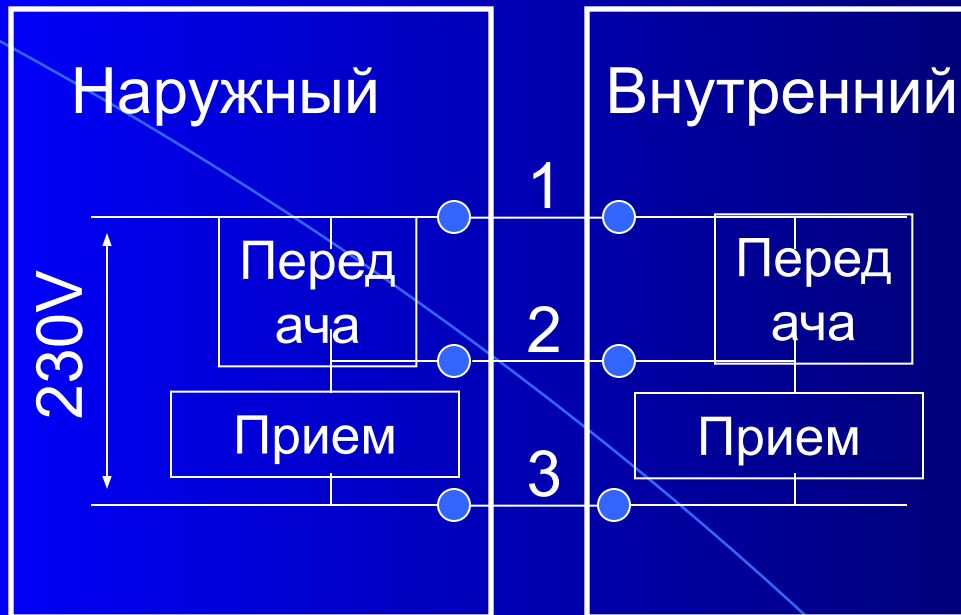 Наружный
Внутренний
1
Перед
ача
Перед
ача
230V
2
Прием
Прием
3